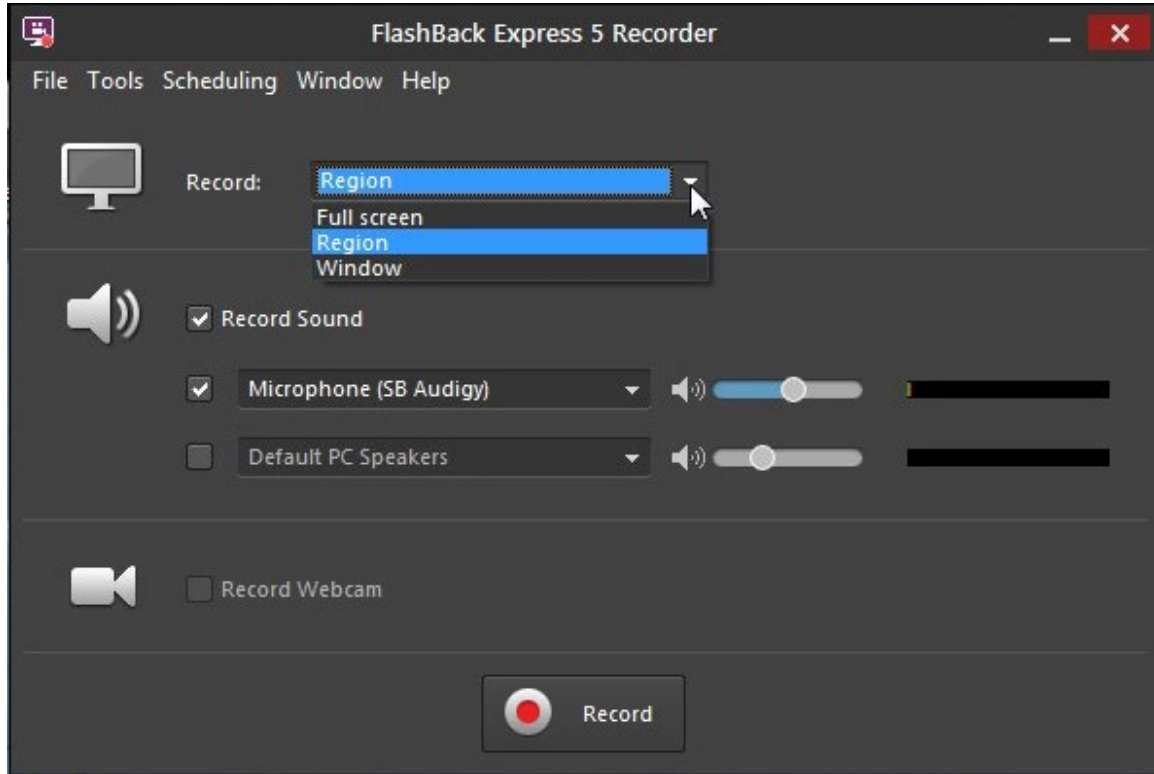 FlashBack Express 5 Recorder
File Tools Scheduling Window Help
Record: Region
Full screen
Region
Window
Record Sound
Microphone (SB Audigy)
Default PC Speakers
Record Webcam
Record